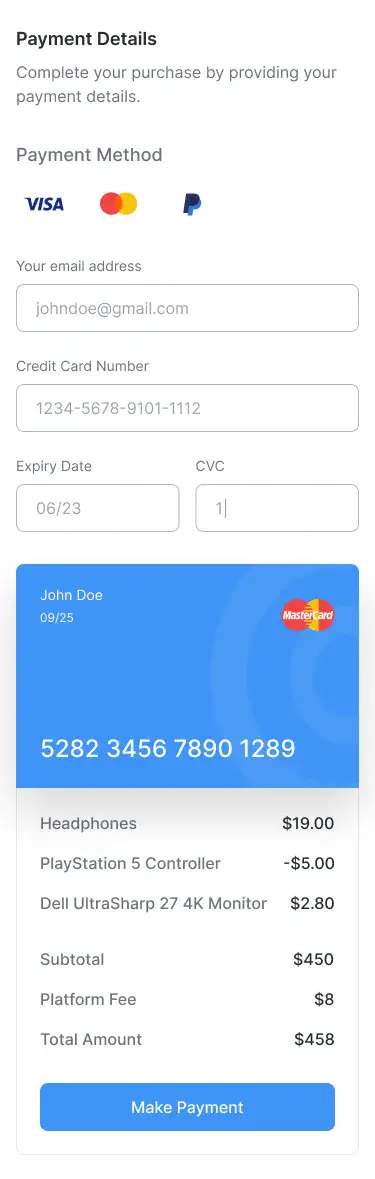 Payment Details
Complete your purchase by providing your
payment details.
Payment Method
VISA
Your email address
johndoe@gmail.com
Credit Card Number
1234-5678-9101-1112
Expiry Date CVC
06/23 1
John Doe
09/25
MasterCard
5282 3456 7890 1289
Headphones $19.00
PlayStation 5 Controller -$5.00
Dell UltraSharp 27 4K Monitor $2.80
Subtotal $450
Platform Fee $8
Total Amount $458
Make Payment